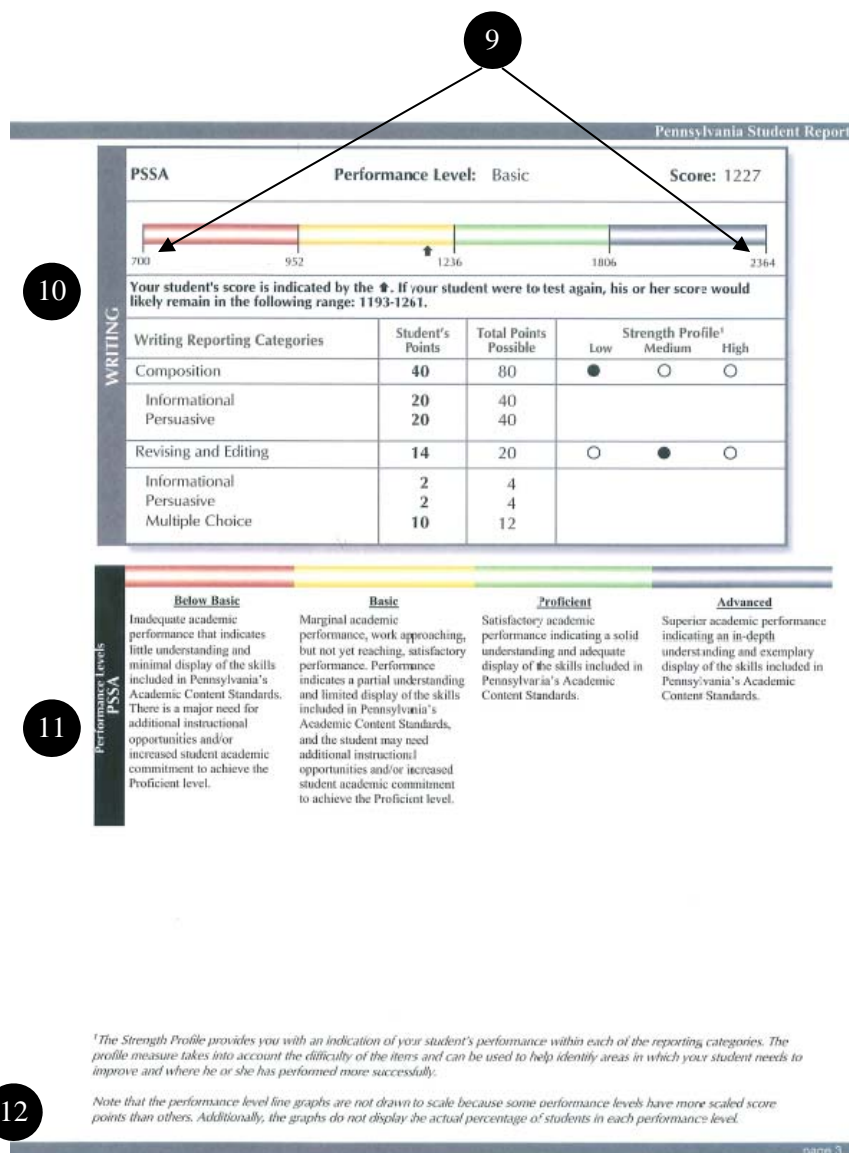 9
Pennsylvania Student Report
PSSA Performance Level: Basic Score: 1227
700 952 1236 1806 2364
10
Your student's score is indicated by the ⬆. If your student were to test again, his or her score would
likely remain in the following range: 1193-1261.
WRITING
Writing Reporting Categories Student's Points Total Points Possible Strength Profile¹ Low Medium High
Composition 40 80
Informational 20 40
Persuasive 20 40
Revising and Editing 14 20
Informational 2 4
Persuasive 2 4
Multiple Choice 10 12
11
Performance Levels
PSSA
Below Basic
Inadequate academic
performance that indicates
little understanding and
minimal display of the skills
included in Pennsylvania's
Academic Content Standards.
There is a major need for
additional instructional
opportunities and/or
increased student academic
commitment to achieve the
Proficient level.
Basic
Marginal academic
performance, work approaching,
but not yet reaching, satisfactory
performance. Performance
indicates a partial understanding
and limited display of the skills
included in Pennsylvania's
Academic Content Standards,
and the student may need
additional instructional
opportunities and/or increased
student academic commitment
to achieve the Proficient level.
Proficient
Satisfactory academic
performance indicating a solid
understanding and adequate
display of the skills included in
Pennsylvania's Academic
Content Standards.
Advanced
Superior academic performance
indicating an in-depth
understanding and exemplary
display of the skills included in
Pennsylvania's Academic
Content Standards.
¹The Strength Profile provides you with an indication of your student's performance within each of the reporting categories. The
profile measure takes into account the difficulty of the items and can be used to help identify areas in which your student needs to
improve and where he or she has performed more successfully.
12
Note that the performance level line graphs are not drawn to scale because some performance levels have more scaled score
points than others. Additionally, the graphs do not display the actual percentage of students in each performance level.
page 3